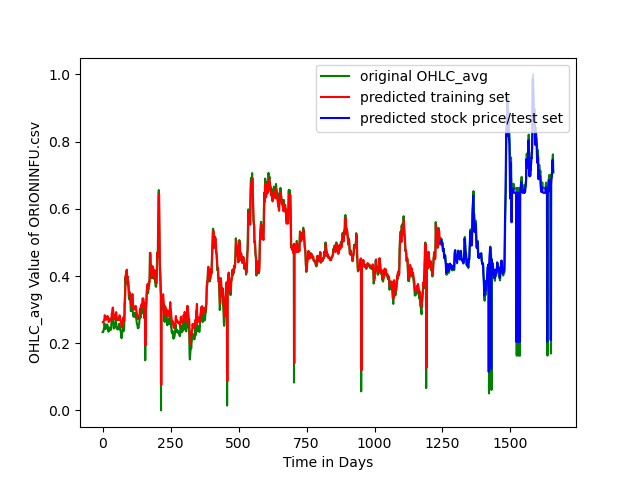 original OHLC_avg
predicted training set
predicted stock price/test set
OHLC_avg Value of ORIONINFU.csv
1.0
0.8
0.6
0.4
0.2
0.0
0 250 500 750 1000 1250 1500
Time in Days